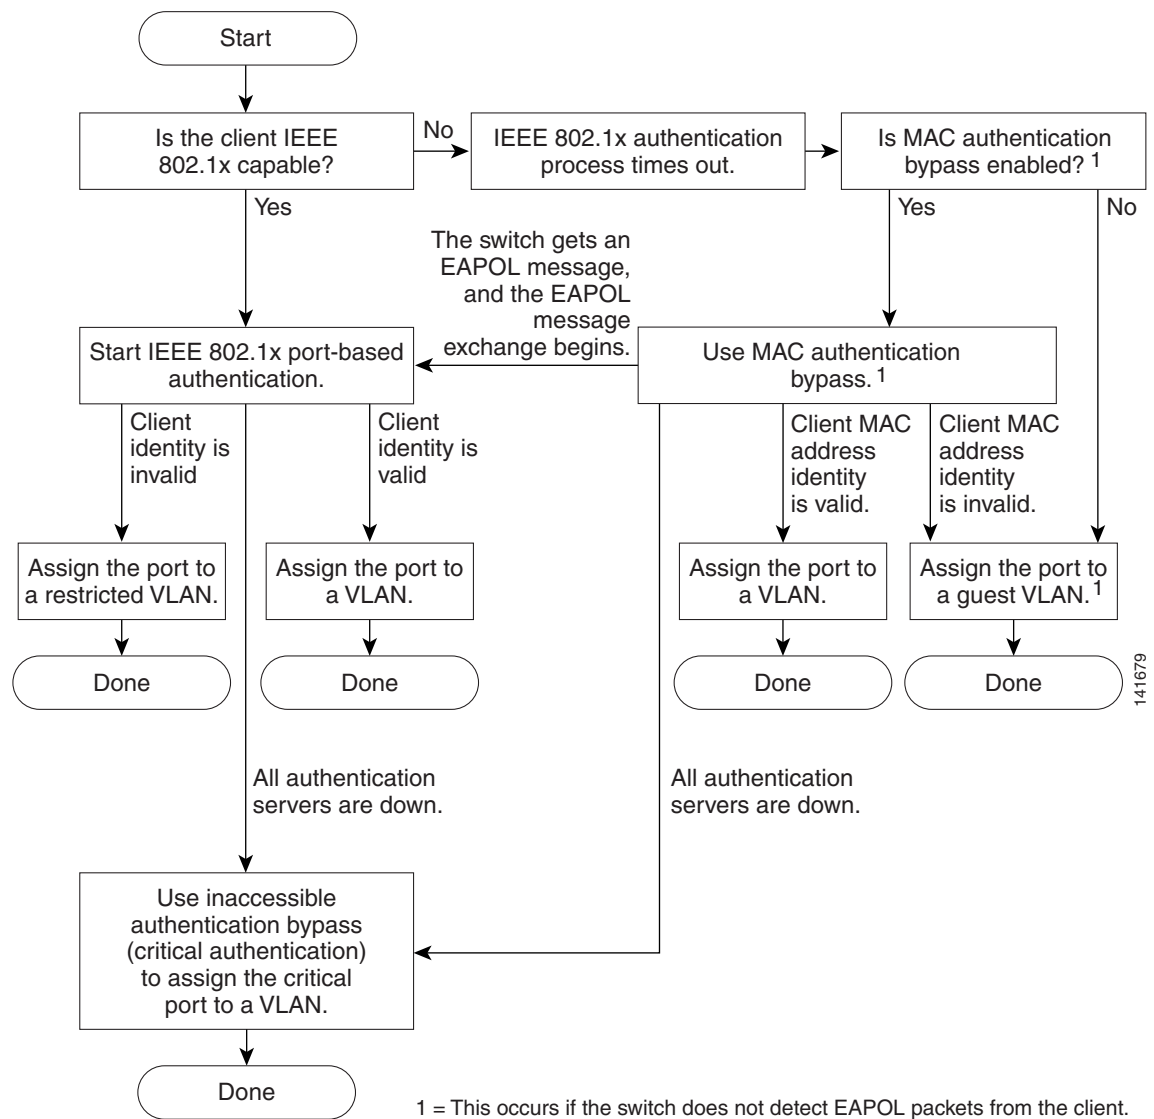 Start
Is the client IEEE
802.1x capable?
No
IEEE 802.1x authentication
process times out.
Is MAC authentication
bypass enabled? 1
Yes
Yes
No
The switch gets an
EAPOL message,
and the EAPOL
message
exchange begins.
Start IEEE 802.1x port-based
authentication.
Use MAC authentication
bypass. 1
Client
identity is
invalid
Client
identity is
valid
Client MAC
address
identity
is valid.
Client MAC
address
identity
is invalid.
Assign the port to
a restricted VLAN.
Assign the port to
a VLAN.
Assign the port to
a VLAN.
Assign the port to
a guest VLAN. 1
Done
Done
Done
Done
141679
All authentication
servers are down.
All authentication
servers are down.
Use inaccessible
authentication bypass
(critical authentication)
to assign the critical
port to a VLAN.
Done
1 = This occurs if the switch does not detect EAPOL packets from the client.